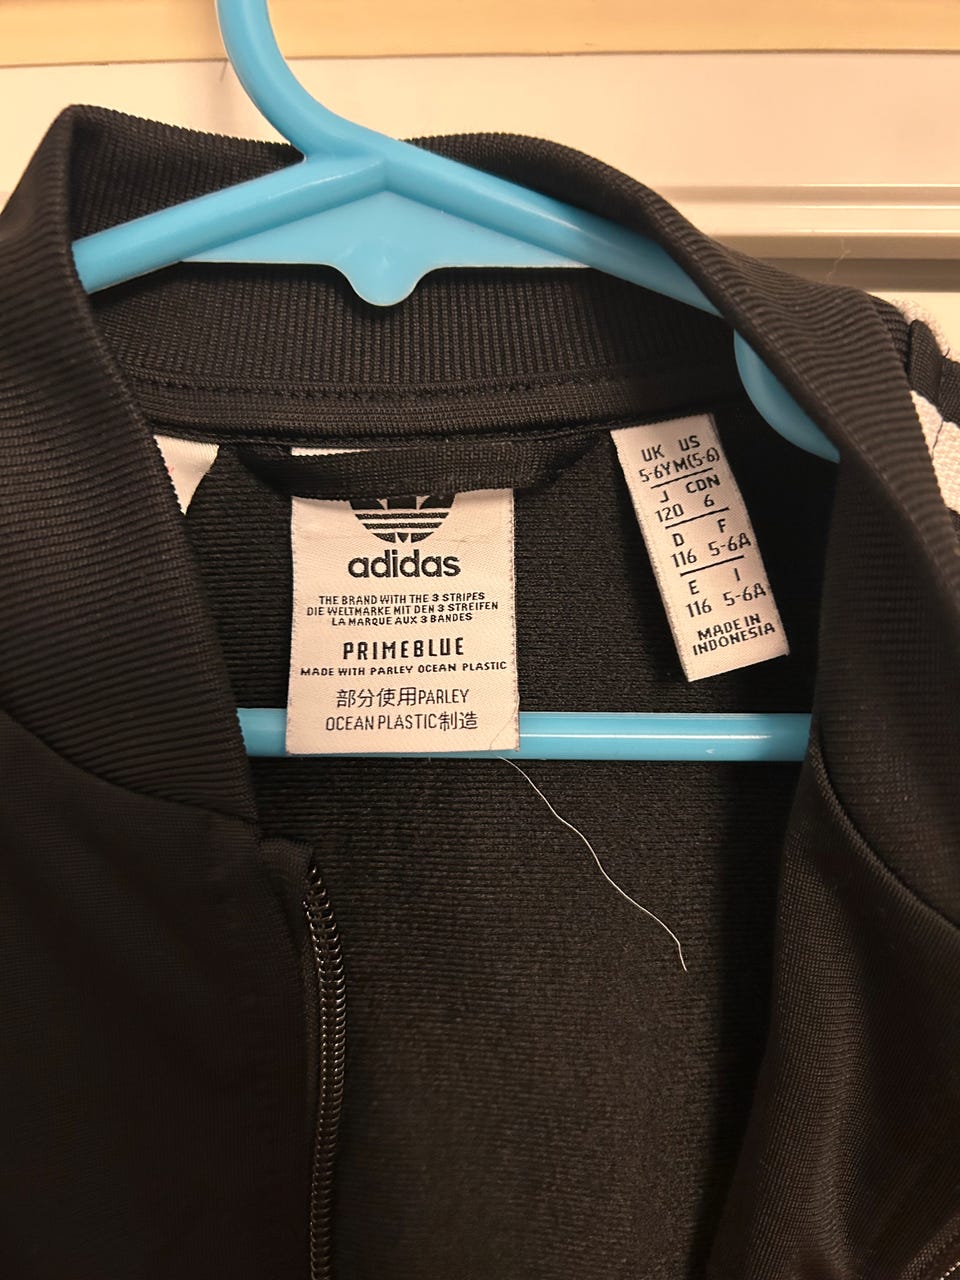 adidas
THE BRAND WITH THE 3 STRIPES
DIE WELTMARKE MIT DEN 3 STREIFEN
LA MARQUE AUX 3 BANDES
PRIMEBLUE
MADE WITH PARLEY OCEAN PLASTIC
部分使用PARLEY
OCEAN PLASTIC制造
UK US
5-6Y M(5-6)
J CDN
120 6
D F
116 5-6A
E I
116 5-6A
MADE IN
INDONESIA